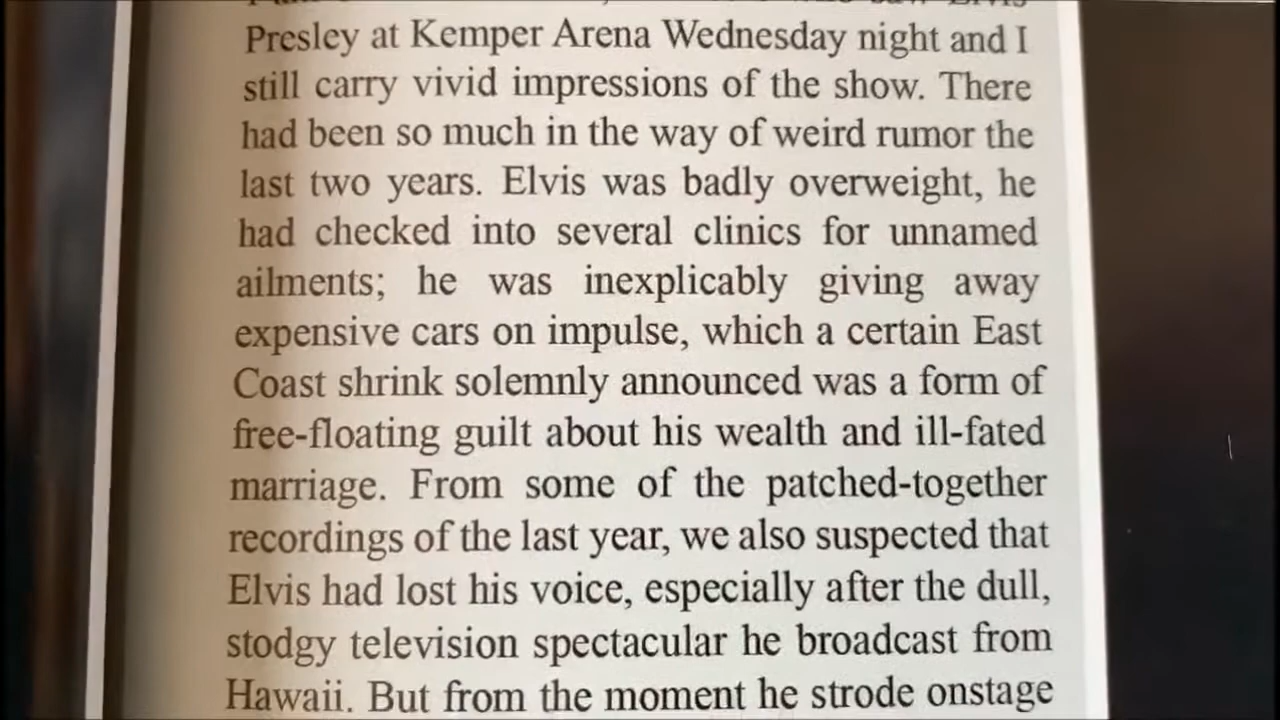 Presley at Kemper Arena Wednesday night and I
still carry vivid impressions of the show. There
had been so much in the way of weird rumor the
last two years. Elvis was badly overweight, he
had checked into several clinics for unnamed
ailments; he was inexplicably giving away
expensive cars on impulse, which a certain East
Coast shrink solemnly announced was a form of
free-floating guilt about his wealth and ill-fated
marriage. From some of the patched-together
recordings of the last year, we also suspected that
Elvis had lost his voice, especially after the dull,
stodgy television spectacular he broadcast from
Hawaii. But from the moment he strode onstage